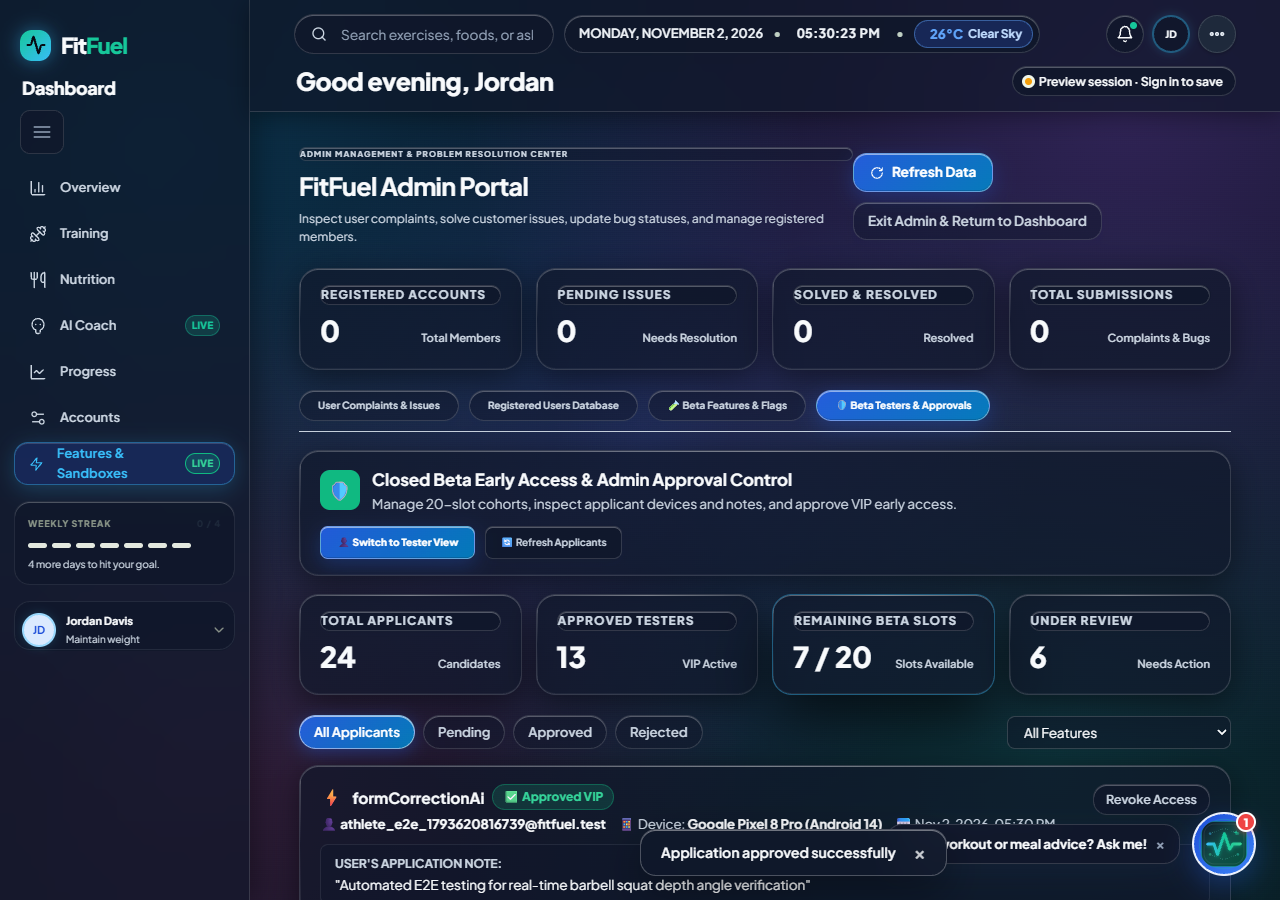 FitFuel
Dashboard
Overview
Training
Nutrition
AI Coach LIVE
Progress
Accounts
Features & Sandboxes LIVE
WEEKLY STREAK 0 / 4
4 more days to hit your goal.
JD
Jordan Davis
Maintain weight
Search exercises, foods, or asl
MONDAY, NOVEMBER 2, 2026 • 05:30:23 PM • 26°C Clear Sky
JD
Good evening, Jordan
Preview session · Sign in to save
ADMIN MANAGEMENT & PROBLEM RESOLUTION CENTER
FitFuel Admin Portal
Inspect user complaints, solve customer issues, update bug statuses, and manage registered
members.
Refresh Data
Exit Admin & Return to Dashboard
REGISTERED ACCOUNTS
0 Total Members
PENDING ISSUES
0 Needs Resolution
SOLVED & RESOLVED
0 Resolved
TOTAL SUBMISSIONS
0 Complaints & Bugs
User Complaints & Issues
Registered Users Database
Beta Features & Flags
Beta Testers & Approvals
Closed Beta Early Access & Admin Approval Control
Manage 20-slot cohorts, inspect applicant devices and notes, and approve VIP early access.
Switch to Tester View
Refresh Applicants
TOTAL APPLICANTS
24 Candidates
APPROVED TESTERS
13 VIP Active
REMAINING BETA SLOTS
7 / 20 Slots Available
UNDER REVIEW
6 Needs Action
All Applicants
Pending
Approved
Rejected
All Features
formCorrectionAi Approved VIP
Revoke Access
athlete_e2e_1793620816739@fitfuel.test Device: Google Pixel 8 Pro (Android 14) Nov 2, 2026, 05:30 PM
USER'S APPLICATION NOTE:
"Automated E2E testing for real-time barbell squat depth angle verification"
Application approved successfully ×
workout or meal advice? Ask me! ×
1